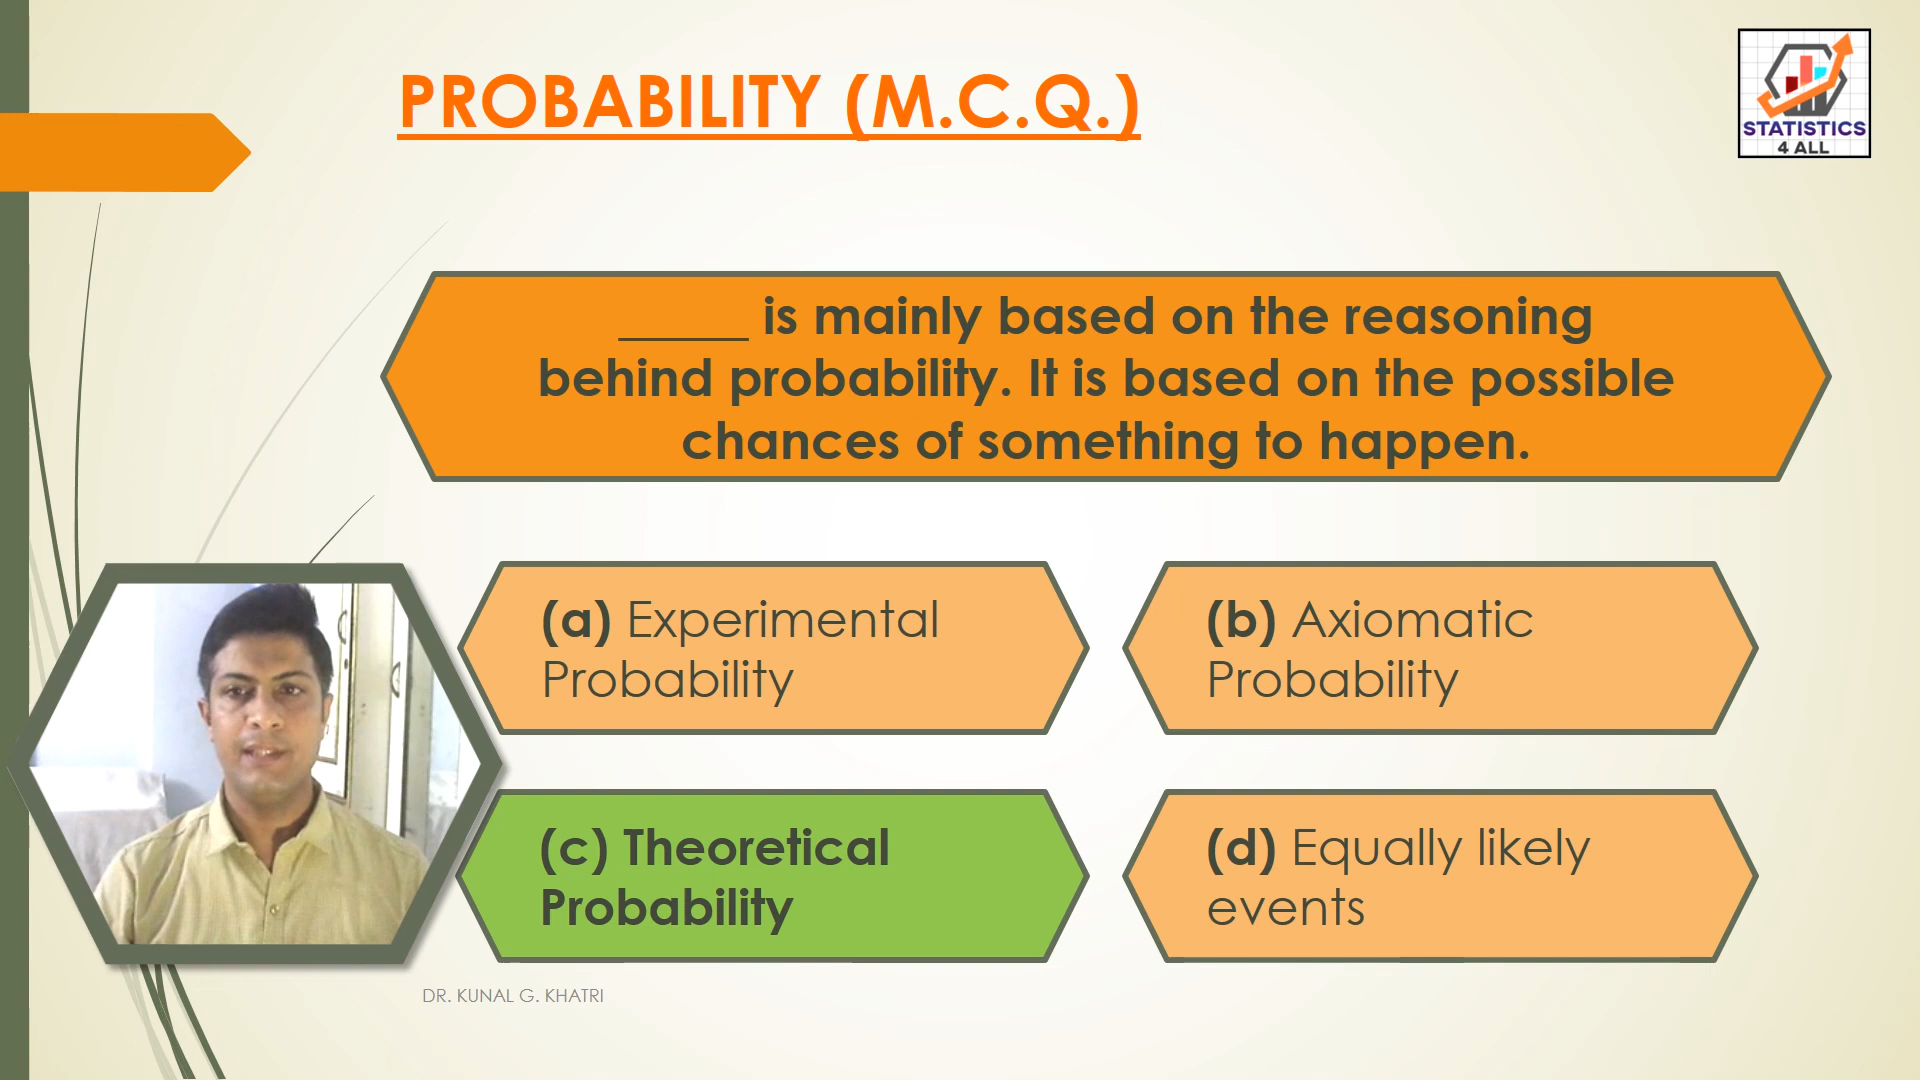 PROBABILITY (M.C.Q.)
STATISTICS
4 ALL
_____ is mainly based on the reasoning
behind probability. It is based on the possible
chances of something to happen.
(a) Experimental
Probability
(b) Axiomatic
Probability
(c) Theoretical
Probability
(d) Equally likely
events
DR. KUNAL G. KHATRI